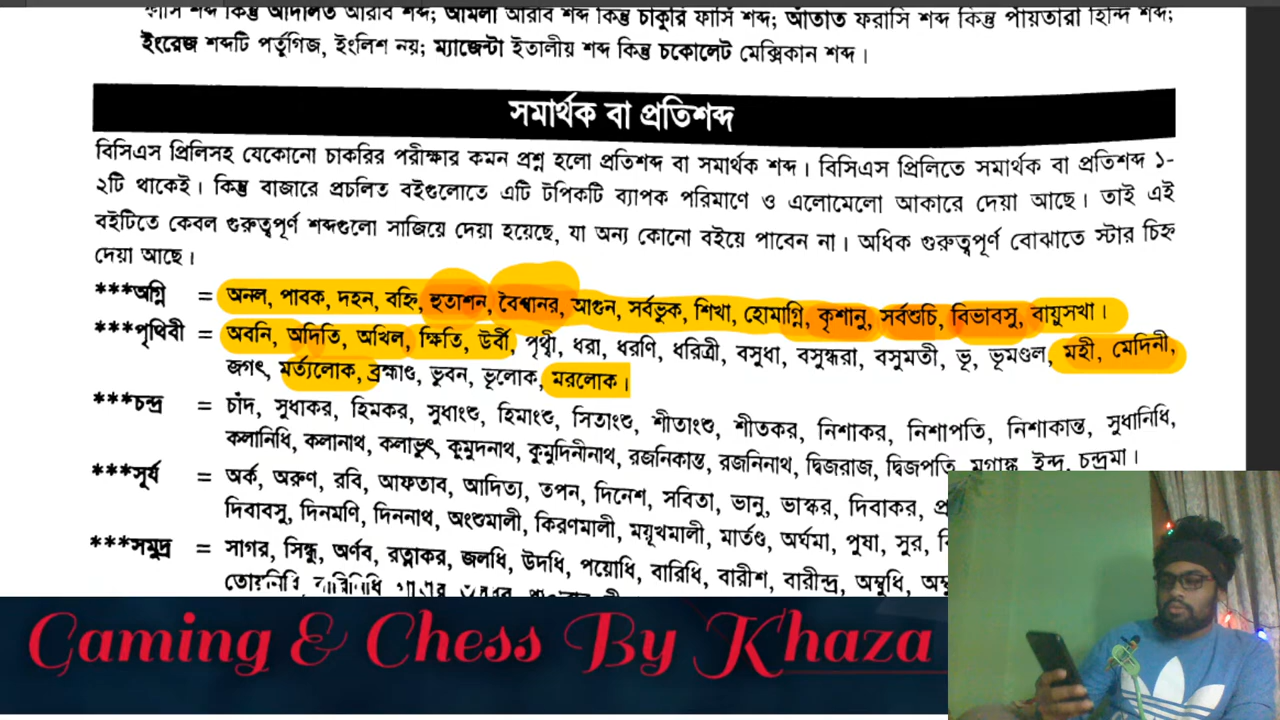 ফার্সি শব্দ কিন্তু আদালত আরবি শব্দ; আমলা আরবি শব্দ কিন্তু চাকুরি ফার্সি শব্দ; আঁতাত ফরাসি শব্দ কিন্তু পাঁয়তারা হিন্দি শব্দ;
ইংরেজ শব্দটি পর্তুগিজ, ইংলিশ নয়; ম্যাজেন্টা ইতালীয় শব্দ কিন্তু চকোলেট মেক্সিকান শব্দ।
সমার্থক বা প্রতিশব্দ
বিসিএস প্রিলিসহ যেকোনো চাকরির পরীক্ষার কমন প্রশ্ন হলো প্রতিশব্দ বা সমার্থক শব্দ। বিসিএস প্রিলিতে সমার্থক বা প্রতিশব্দ ১-
২টি থাকেই। কিন্তু বাজারে প্রচলিত বইগুলোতে এটি টপিকটি ব্যাপক পরিমাণে ও এলোমেলো আকারে দেয়া আছে। তাই এই
বইটিতে কেবল গুরুত্বপূর্ণ শব্দগুলো সাজিয়ে দেয়া হয়েছে, যা অন্য কোনো বইয়ে পাবেন না। অধিক গুরুত্বপূর্ণ বোঝাতে স্টার চিহ্ন
দেয়া আছে।
***অগ্নি = অনল, পাবক, দহন, বহ্নি, হুতাশন, বৈশ্বানর, আগুন, সর্বভুক, শিখা, হোমাগ্নি, কৃশানু, সর্বশুচি, বিভাবসু, বায়ুসখা।
***পৃথিবী = অবনি, অদিতি, অখিল, ক্ষিতি, উর্বী, পৃথ্বী, ধরা, ধরণি, ধরিত্রী, বসুধা, বসুন্ধরা, বসুমতী, ভূ, ভূমণ্ডল, মহী, মেদিনী,
জগৎ, মর্ত্যলোক, ব্রহ্মাণ্ড, ভুবন, ভূলোক, মরলোক।
***চন্দ্র = চাঁদ, সুধাকর, হিমকর, সুধাংশু, হিমাংশু, সিতাংশু, শীতাংশু, শীতকর, নিশাকর, নিশাপতি, নিশাকান্ত, সুধানিধি,
কলানিধি, কলানাথ, কলাভৃৎ, কুমুদনাথ, কুমুদিনীনাথ, রজনিকান্ত, রজনিনাথ, দ্বিজরাজ, দ্বিজপতি, মৃগাঙ্ক, ইন্দু, চন্দ্রমা।
***সূর্য = অর্ক, অরুণ, রবি, আফতাব, আদিত্য, তপন, দিনেশ, সবিতা, ভানু, ভাস্কর, দিবাকর,
দিবাবসু, দিনমণি, দিননাথ, অংশুমালী, কিরণমালী, ময়ূখমালী, মার্তণ্ড, অর্যমা, পুষা, সুর,
***সমুদ্র = সাগর, সিন্ধু, অর্ণব, রত্নাকর, জলধি, উদধি, পয়োধি, বারিধি, বারীশ, বারীন্দ্র, অম্বুধি,
তোয়নিধি, বারিনিধি
Gaming & Chess By Khaza